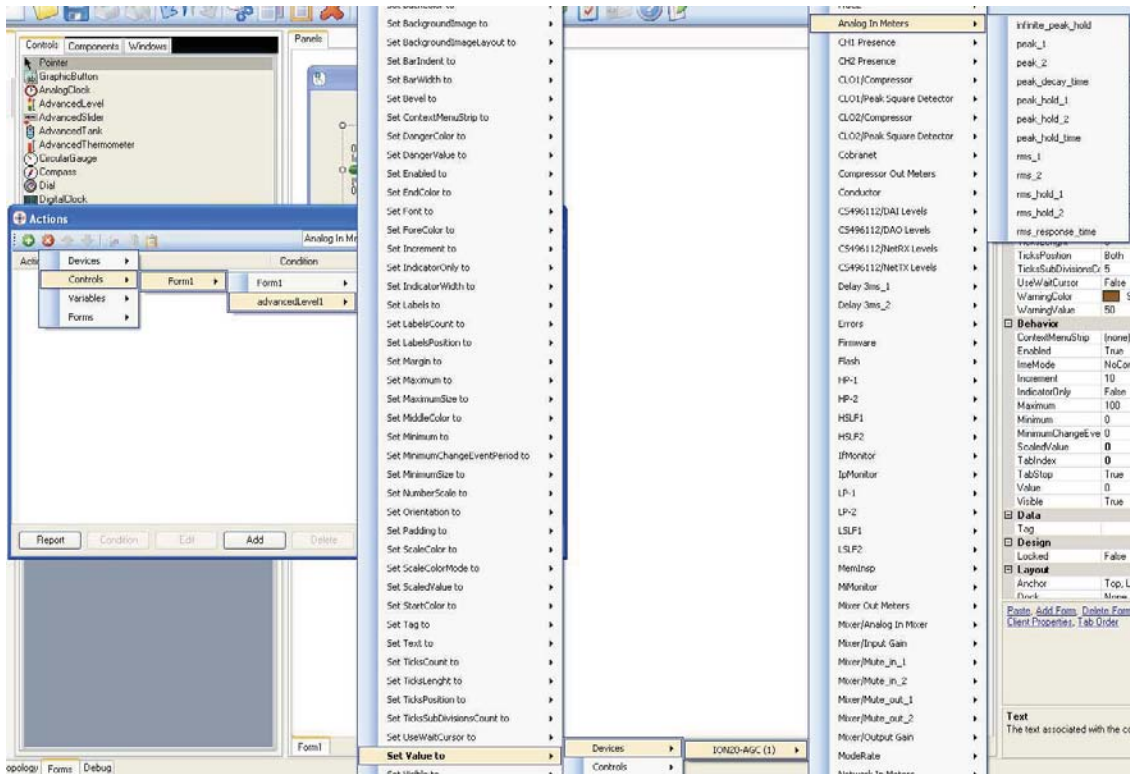 Controls Components Windows
Pointer
GraphicButton
AnalogClock
AdvancedLevel
AdvancedSlider
AdvancedTank
AdvancedThermometer
CircularGauge
Compass
Dial
DigitalClock
Panels
Actions
Analog In
Condition
Devices
Controls
Variables
Forms
Form1
Form1
advancedLevel1
Report
Condition
Edit
Add
Delete
Form1
Forms Debug
Set BackgroundImage to
Set BackgroundImageLayout to
Set BarIndent to
Set BarWidth to
Set Bevel to
Set ContextMenuStrip to
Set DangerColor to
Set DangerValue to
Set Enabled to
Set EndColor to
Set Font to
Set ForeColor to
Set Increment to
Set IndicatorOnly to
Set IndicatorWidth to
Set Labels to
Set LabelsCount to
Set LabelsPosition to
Set Margin to
Set Maximum to
Set MaximumSize to
Set MiddleColor to
Set Minimum to
Set MinimumChangeEventPeriod to
Set MinimumSize to
Set NumberScale to
Set Orientation to
Set Padding to
Set ScaleColor to
Set ScaleColorMode to
Set ScaledValue to
Set StartColor to
Set Tag to
Set Text to
Set TicksCount to
Set TicksLenght to
Set TicksPosition to
Set TicksSubDivisionsCount to
Set UseWaitCursor to
Set Value to
Devices
Controls
ION20-AGC (1)
Analog In Meters
CH1 Presence
CH2 Presence
CLO1/Compressor
CLO1/Peak Square Detector
CLO2/Compressor
CLO2/Peak Square Detector
Cobranet
Compressor Out Meters
Conductor
CS496112/DAI Levels
CS496112/DAO Levels
CS496112/NetRX Levels
CS496112/NetTX Levels
Delay 3ms_1
Delay 3ms_2
Errors
Firmware
Flash
HP-1
HP-2
HSLF1
HSLF2
IfMonitor
IpMonitor
LP-1
LP-2
LSLF1
LSLF2
MemInsp
MiMonitor
Mixer Out Meters
Mixer/Analog In Mixer
Mixer/Input Gain
Mixer/Mute_in_1
Mixer/Mute_in_2
Mixer/Mute_out_1
Mixer/Mute_out_2
Mixer/Output Gain
ModeRate
infinite_peak_hold
peak_1
peak_2
peak_decay_time
peak_hold_1
peak_hold_2
peak_hold_time
rms_1
rms_2
rms_hold_1
rms_hold_2
rms_response_time
TicksPosition Both
TicksSubDivisionsC 5
UseWaitCursor False
WarningColor
WarningValue 50
Behavior
ContextMenuStrip (none)
Enabled True
ImeMode NoCo
Increment 10
IndicatorOnly False
Maximum 100
Minimum 0
MinimumChangeEve 0
ScaledValue 0
TabIndex 0
TabStop True
Value 0
Visible True
Data
Tag
Design
Locked False
Layout
Anchor Top, L
Paste, Add Form, Delete Form
Client Properties, Tab Order
Text
The text associated with the co